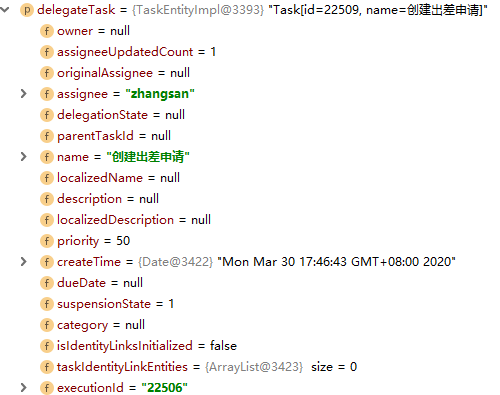 delegateTask = {TaskEntityImpl@3393} "Task[id=22509, name=创建出差申请]"
owner = null
assigneeUpdatedCount = 1
originalAssignee = null
assignee = "zhangsan"
delegationState = null
parentTaskId = null
name = "创建出差申请"
localizedName = null
description = null
localizedDescription = null
priority = 50
createTime = {Date@3422} "Mon Mar 30 17:46:43 GMT+08:00 2020"
dueDate = null
suspensionState = 1
category = null
isIdentityLinksInitialized = false
taskIdentityLinkEntities = {ArrayList@3423} size = 0
executionId = "22506"